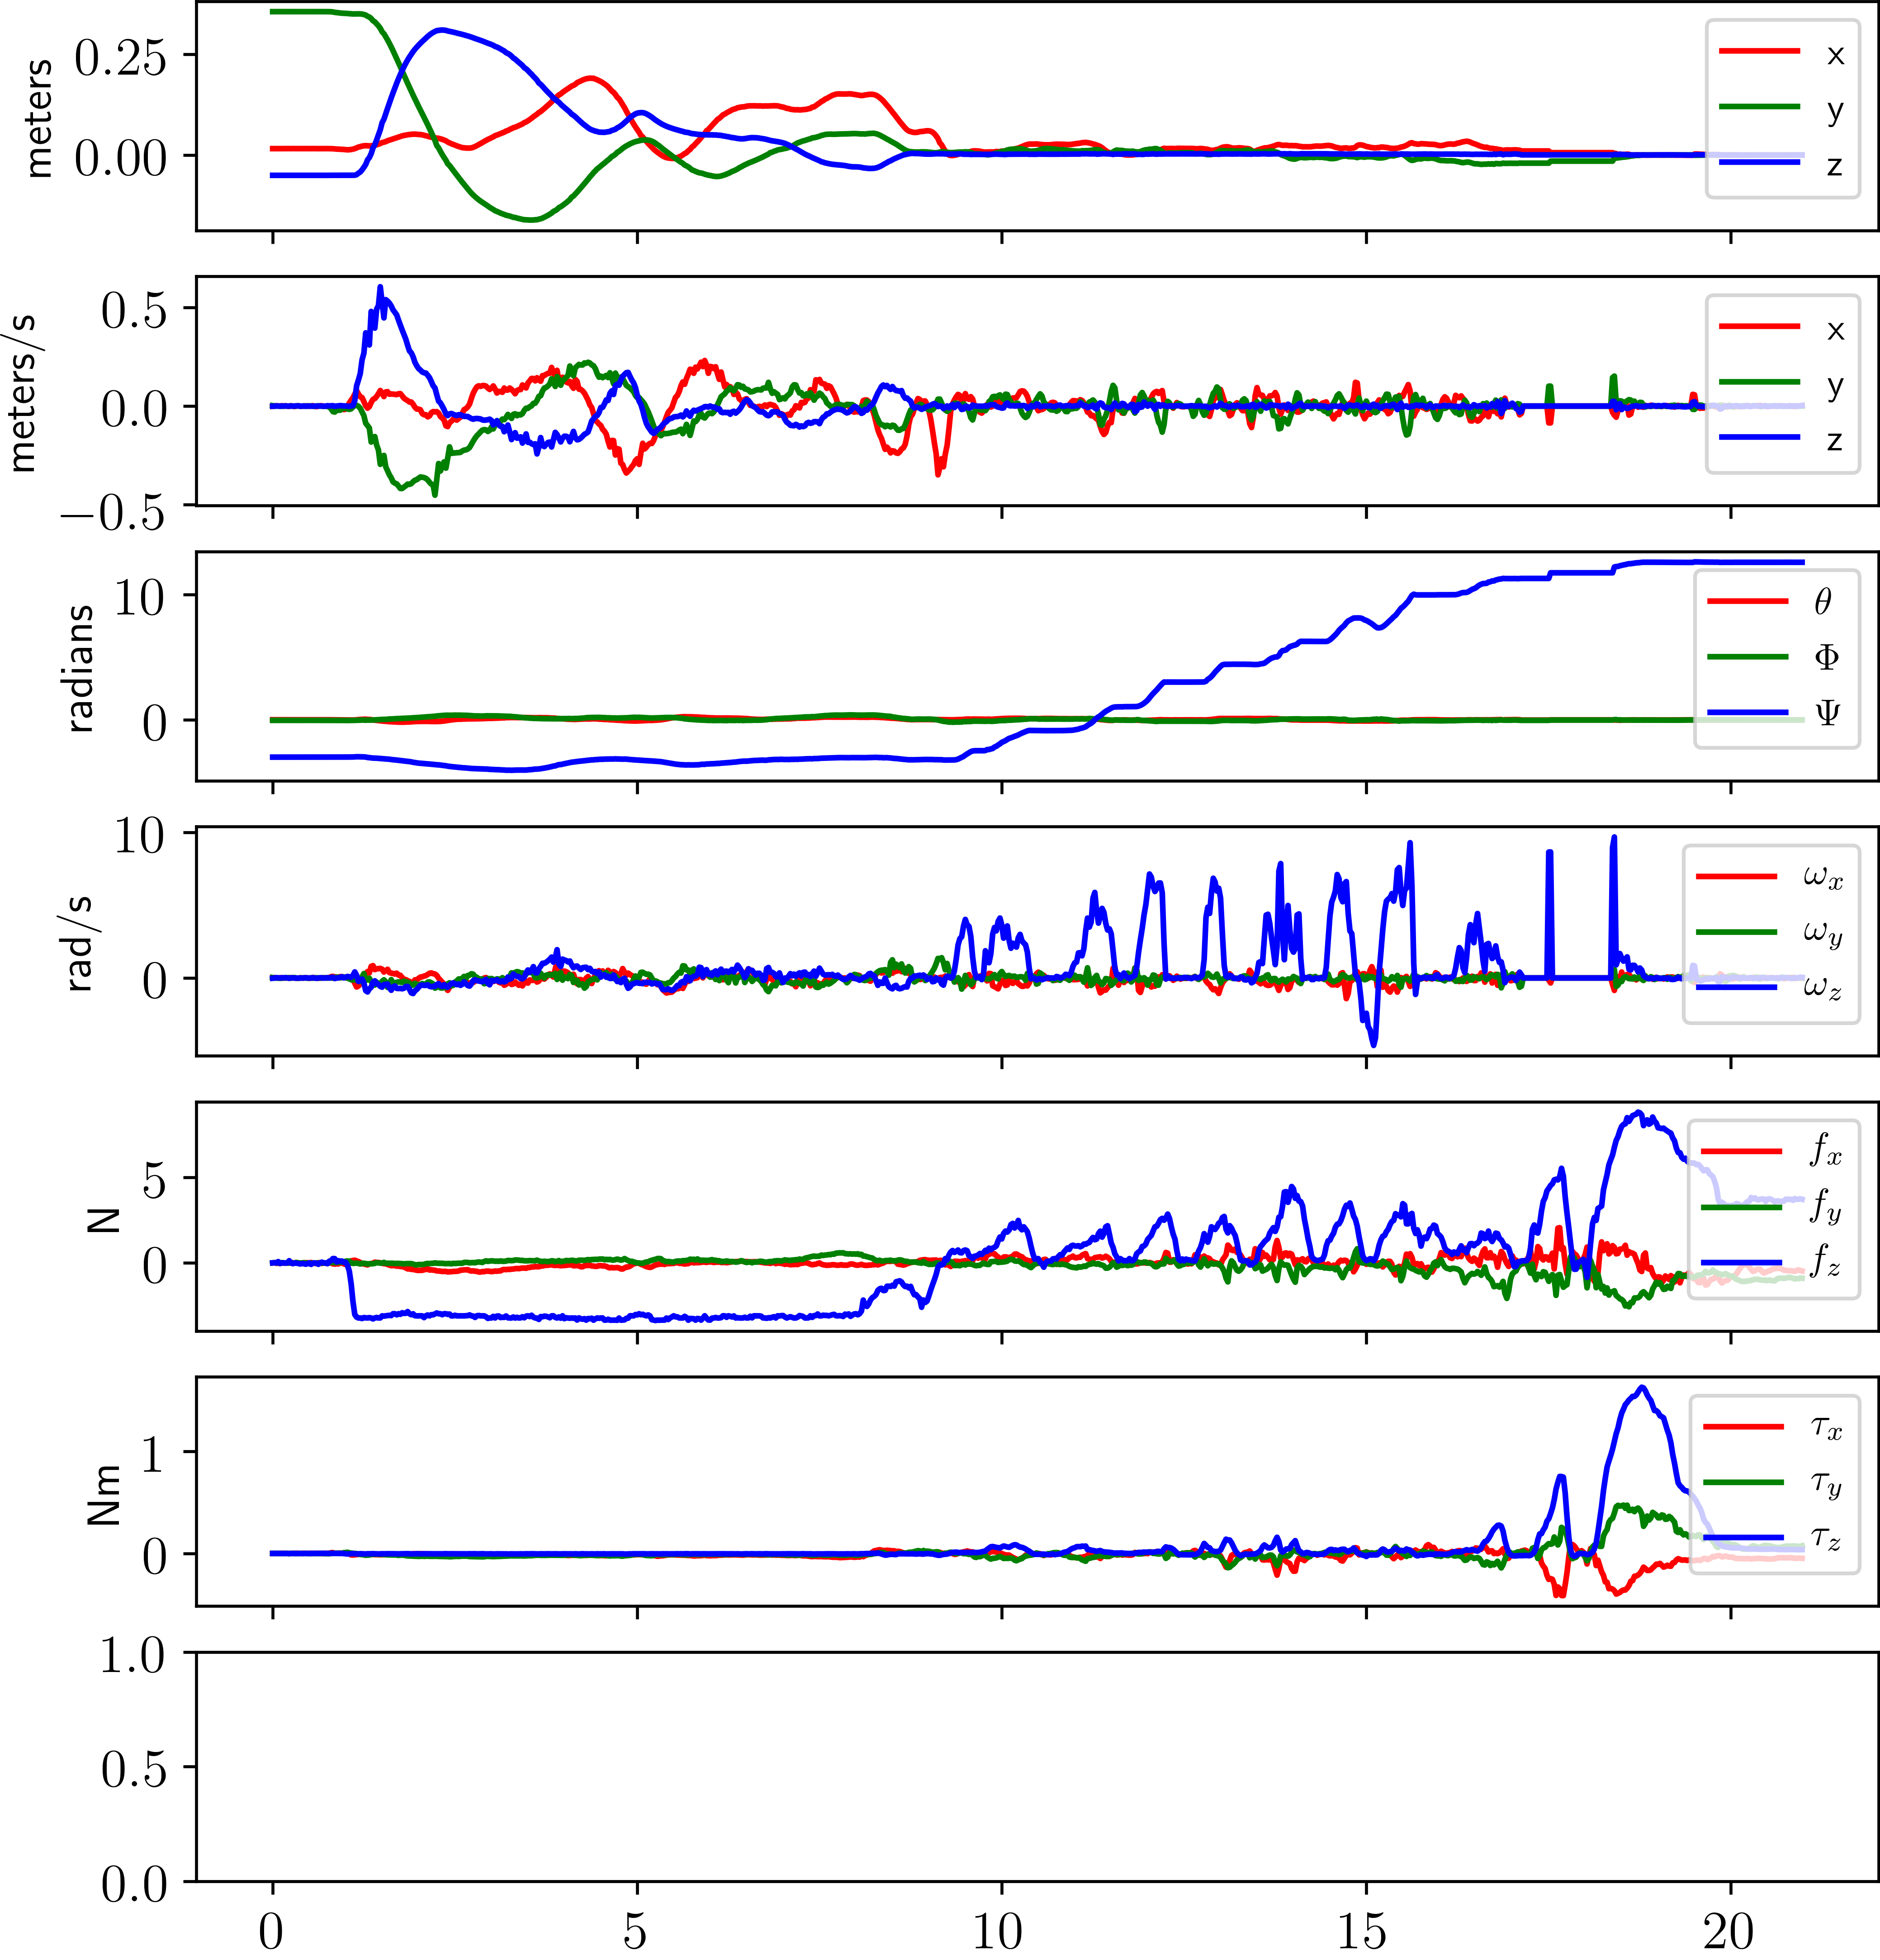 meters
0.25
0.00
x
y
z
meters/s
0.5
0.0
−0.5
x
y
z
radians
10
0
θ
Φ
Ψ
rad/s
10
0
ω_x
ω_y
ω_z
N
5
0
f_x
f_y
f_z
Nm
1
0
τ_x
τ_y
τ_z
1.0
0.5
0.0
0 5 10 15 20